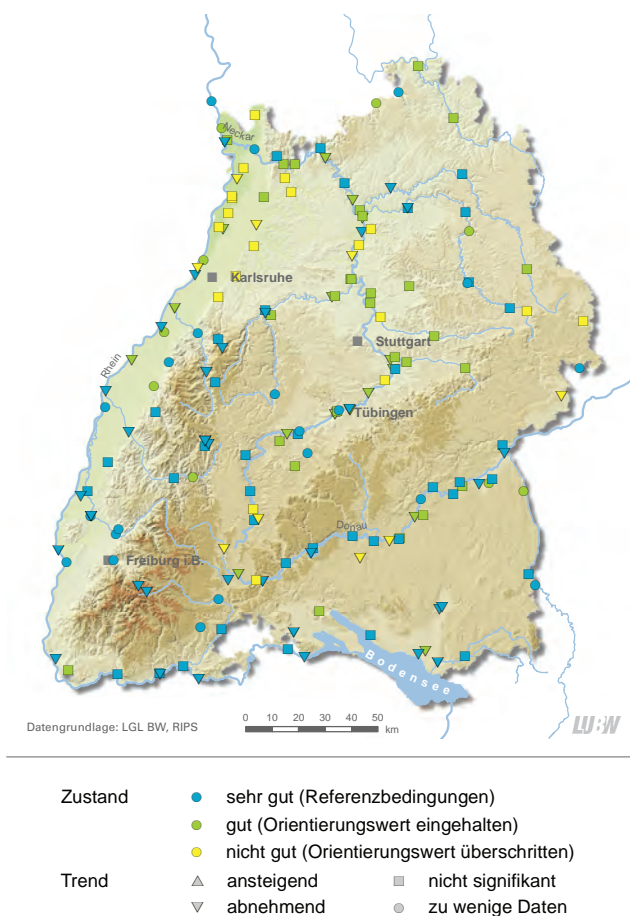 Neckar
Karlsruhe
Rhein
Stuttgart
Tübingen
Donau
Freiburg i.B.
Bodensee
Datengrundlage: LGL BW, RIPS
0 10 20 30 40 50
km
LUBW
Zustand sehr gut (Referenzbedingungen)
gut (Orientierungswert eingehalten)
nicht gut (Orientierungswert überschritten)
Trend ansteigend nicht signifikant
abnehmend zu wenige Daten